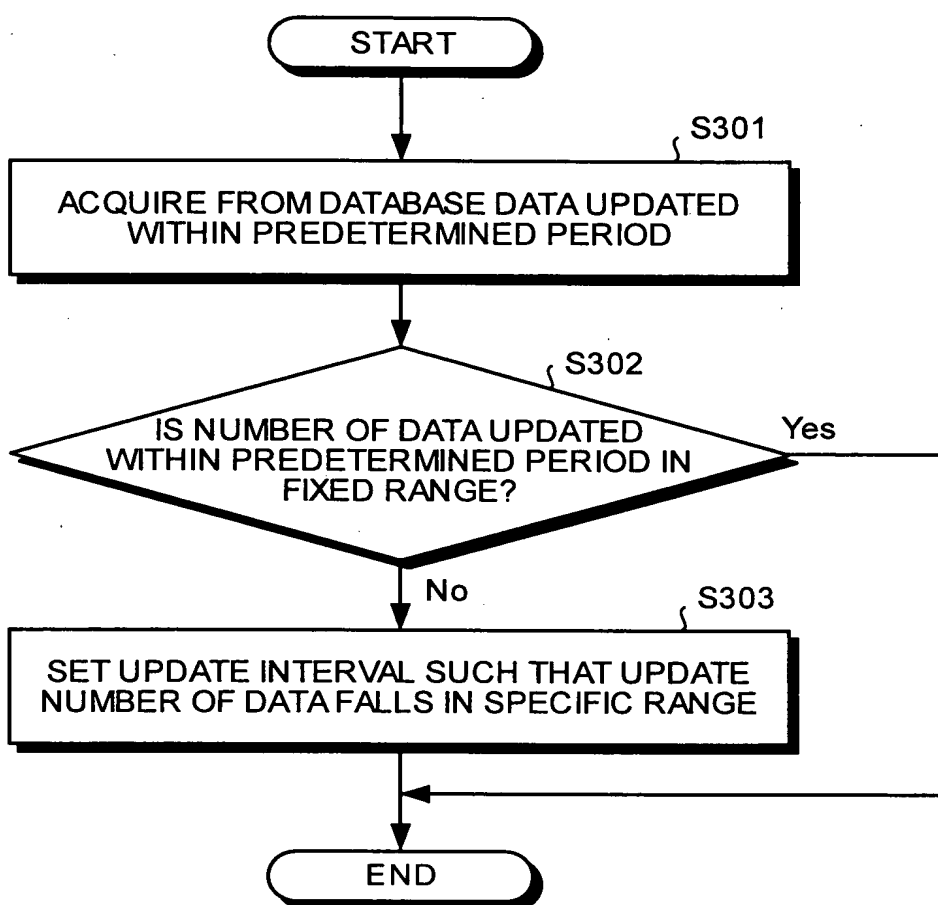 START
S301
ACQUIRE FROM DATABASE DATA UPDATED
WITHIN PREDETERMINED PERIOD
S302
IS NUMBER OF DATA UPDATED
WITHIN PREDETERMINED PERIOD IN
FIXED RANGE?
Yes
No
S303
SET UPDATE INTERVAL SUCH THAT UPDATE
NUMBER OF DATA FALLS IN SPECIFIC RANGE
END